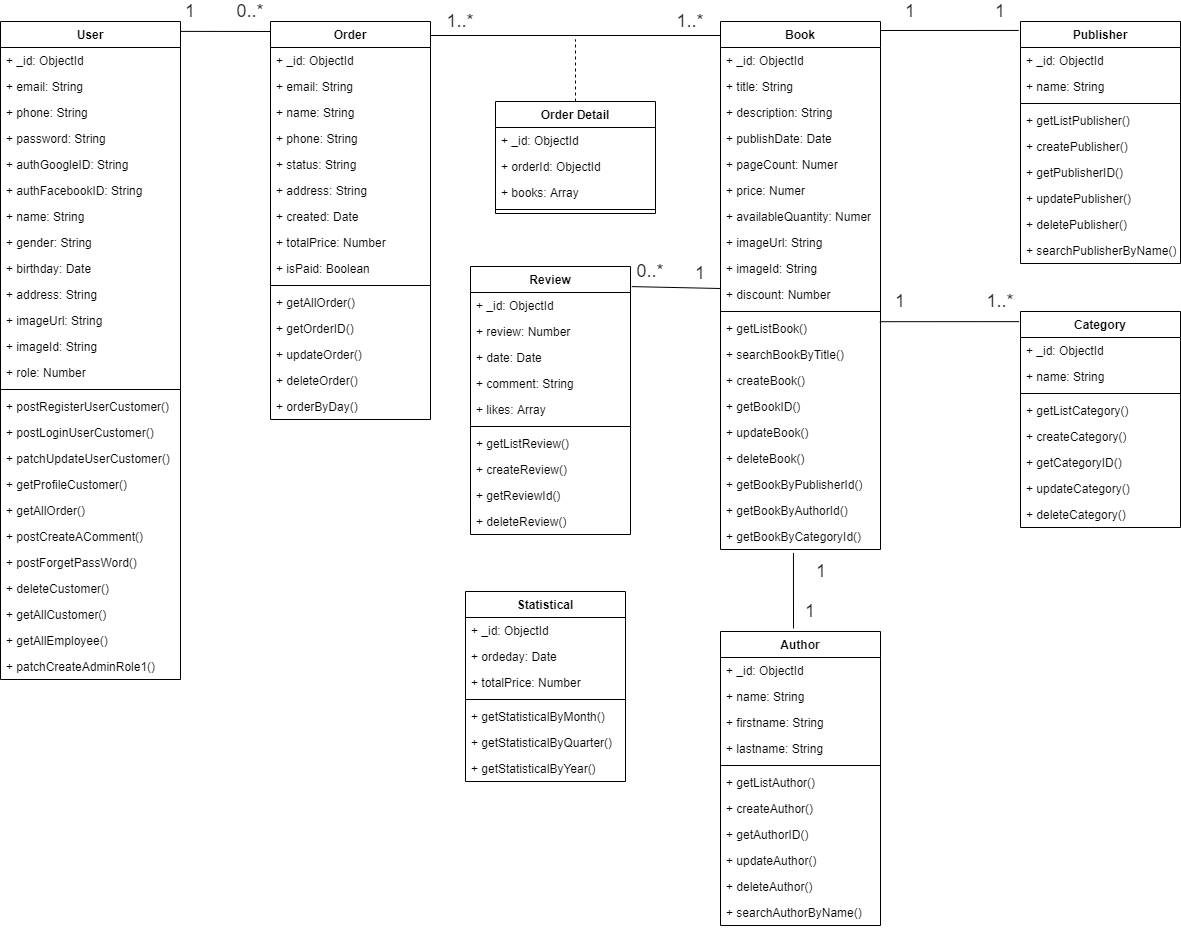 1
0..*
User
+ _id: ObjectId
+ email: String
+ phone: String
+ password: String
+ authGoogleID: String
+ authFacebookID: String
+ name: String
+ gender: String
+ birthday: Date
+ address: String
+ imageUrl: String
+ imageId: String
+ role: Number
+ postRegisterUserCustomer()
+ postLoginUserCustomer()
+ patchUpdateUserCustomer()
+ getProfileCustomer()
+ getAllOrder()
+ postCreateAComment()
+ postForgetPassWord()
+ deleteCustomer()
+ getAllCustomer()
+ getAllEmployee()
+ patchCreateAdminRole1()
Order
+ _id: ObjectId
+ email: String
+ name: String
+ phone: String
+ status: String
+ address: String
+ created: Date
+ totalPrice: Number
+ isPaid: Boolean
+ getAllOrder()
+ getOrderID()
+ updateOrder()
+ deleteOrder()
+ orderByDay()
1..*
1..*
Order Detail
+ _id: ObjectId
+ orderId: ObjectId
+ books: Array
Review
+ _id: ObjectId
+ review: Number
+ date: Date
+ comment: String
+ likes: Array
+ getListReview()
+ createReview()
+ getReviewId()
+ deleteReview()
0..*
1
Statistical
+ _id: ObjectId
+ ordeday: Date
+ totalPrice: Number
+ getStatisticalByMonth()
+ getStatisticalByQuarter()
+ getStatisticalByYear()
Book
+ _id: ObjectId
+ title: String
+ description: String
+ publishDate: Date
+ pageCount: Numer
+ price: Numer
+ availableQuantity: Numer
+ imageUrl: String
+ imageId: String
+ discount: Number
+ getListBook()
+ searchBookByTitle()
+ createBook()
+ getBookID()
+ updateBook()
+ deleteBook()
+ getBookByPublisherId()
+ getBookByAuthorId()
+ getBookByCategoryId()
1
1
Author
+ _id: ObjectId
+ name: String
+ firstname: String
+ lastname: String
+ getListAuthor()
+ createAuthor()
+ getAuthorID()
+ updateAuthor()
+ deleteAuthor()
+ searchAuthorByName()
1
1
Publisher
+ _id: ObjectId
+ name: String
+ getListPublisher()
+ createPublisher()
+ getPublisherID()
+ updatePublisher()
+ deletePublisher()
+ searchPublisherByName()
1
1..*
Category
+ _id: ObjectId
+ name: String
+ getListCategory()
+ createCategory()
+ getCategoryID()
+ updateCategory()
+ deleteCategory()